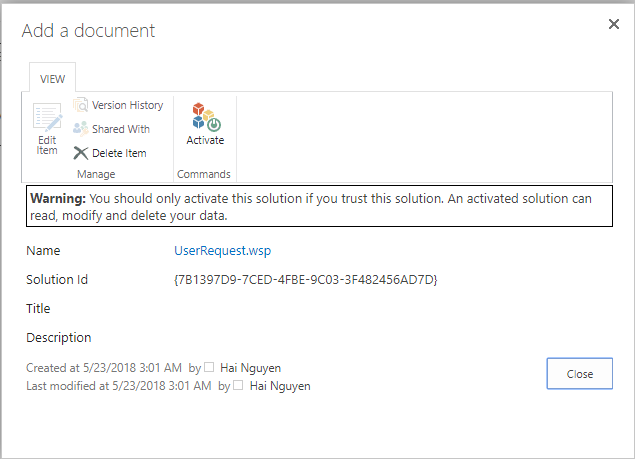 Add a document
VIEW
Edit
Item
Version History
Shared With
Delete Item
Manage
Activate
Commands
Warning: You should only activate this solution if you trust this solution. An activated solution can
read, modify and delete your data.
Name UserRequest.wsp
Solution Id {7B1397D9-7CED-4FBE-9C03-3F482456AD7D}
Title
Description
Created at 5/23/2018 3:01 AM by Hai Nguyen
Last modified at 5/23/2018 3:01 AM by Hai Nguyen
Close